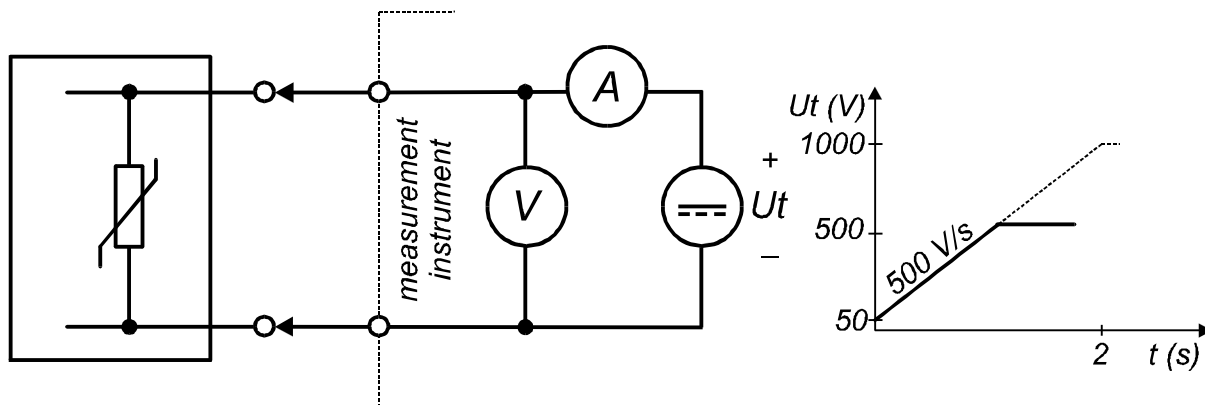 measurement
instrument
A
V
+
Ut
–
Ut (V)
1000
500
50
500 V/s
2
t (s)